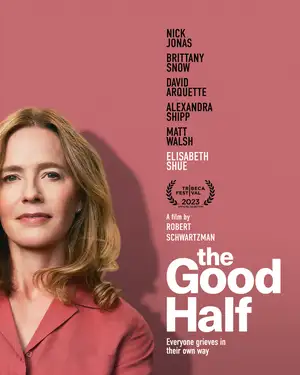 NICK
JONAS
BRITTANY
SNOW
DAVID
ARQUETTE
ALEXANDRA
SHIPP
MATT
WALSH
ELISABETH
SHUE
TRIBECA
FESTIVAL
2023
A film by
ROBERT
SCHWARTZMAN
the
Good
Half
Everyone grieves in
their own way